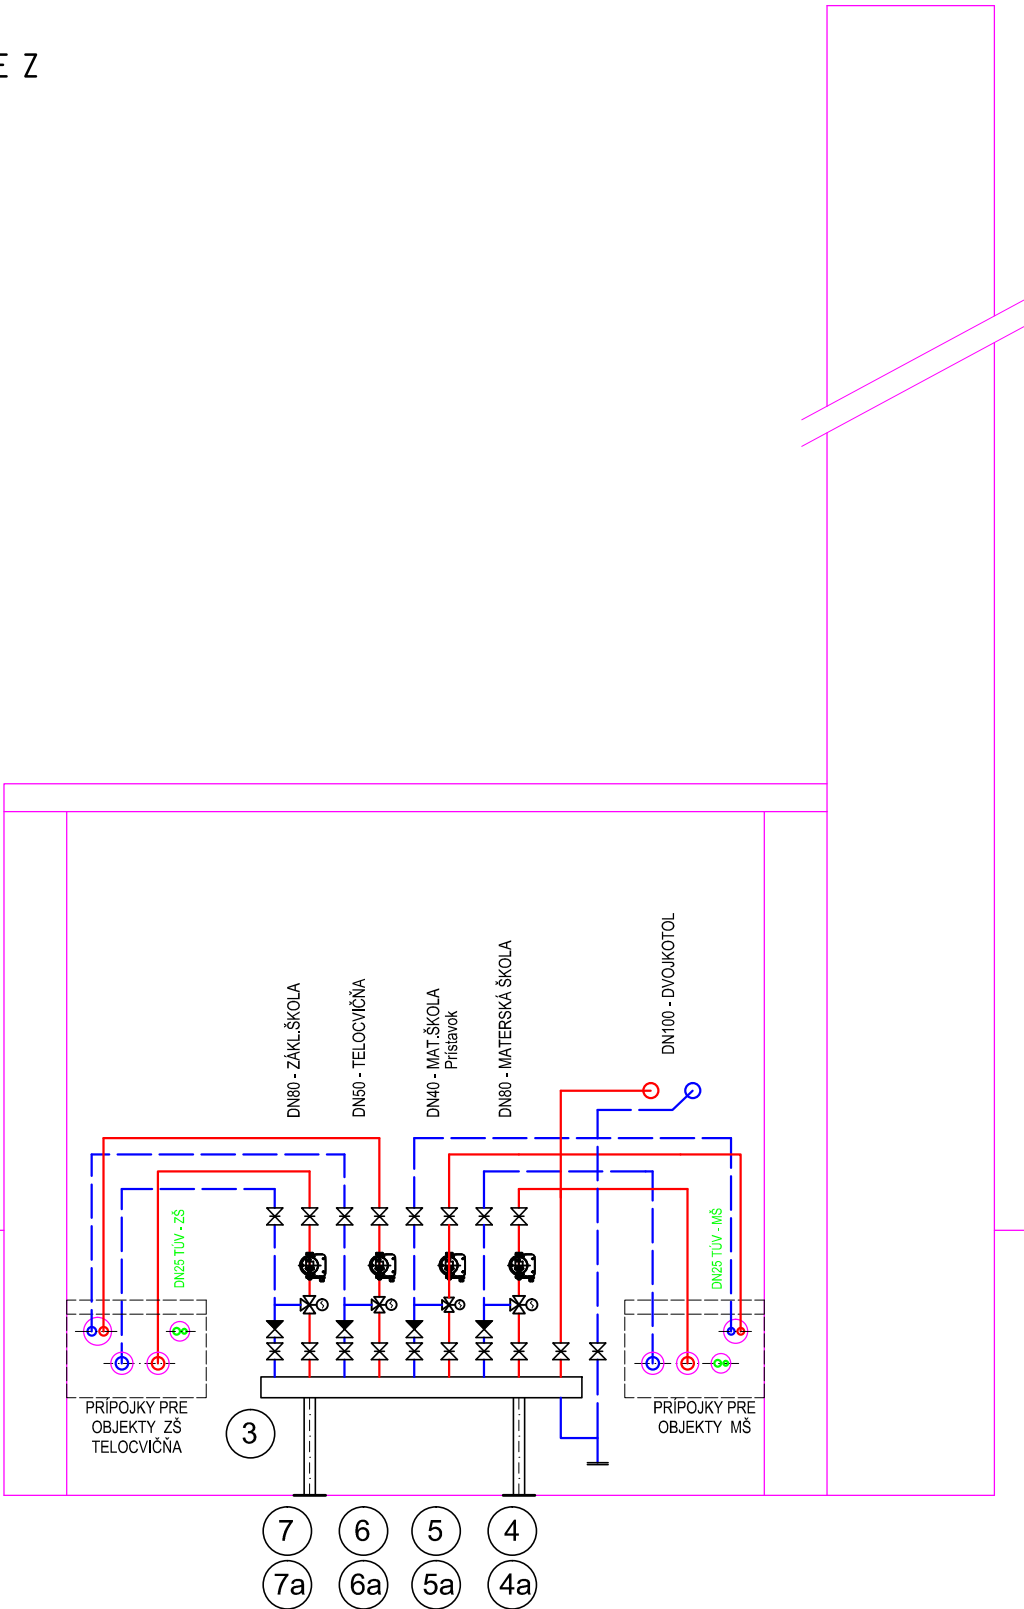 E Z
DN80 - ZÁKL.ŠKOLA
DN50 - TELOCVIČŇA
DN40 - MAT.ŠKOLA
Prístavok
DN80 - MATERSKÁ ŠKOLA
DN100 - DVOJKOTOL
DN25 TÚV - ZŠ
DN25 TÚV - MŠ
PRÍPOJKY PRE
OBJEKTY ZŠ
TELOCVIČŇA
PRÍPOJKY PRE
OBJEKTY MŠ
3
7 6 5 4
7a 6a 5a 4a